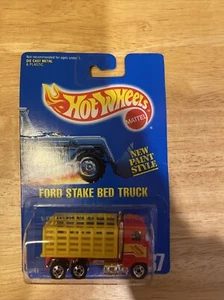 Not recommended for ages under 3
DIE CAST METAL
& PLASTIC
Hot Wheels
MATTEL
NEW
PAINT
STYLE
FORD STAKE BED TRUCK